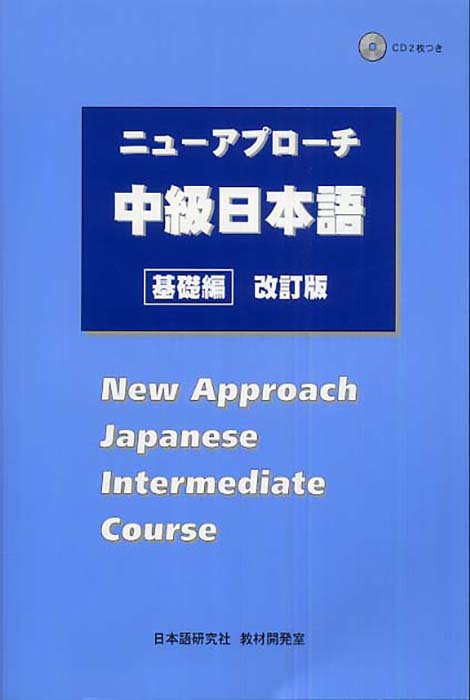 CD2枚つき
ニューアプローチ
中級日本語
基礎編 改訂版
New Approach
Japanese
Intermediate
Course
日本語研究社 教材開発室